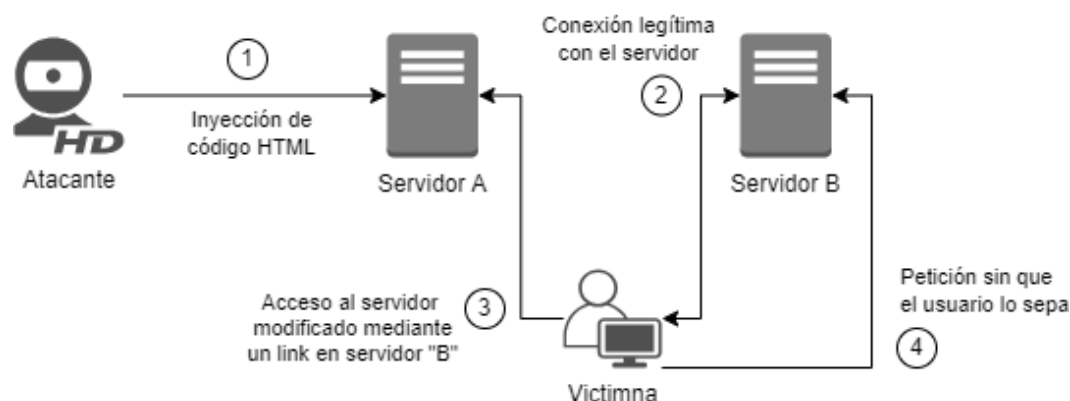 1
Inyección de
código HTML
HD
Atacante
Servidor A
Conexión legítima
con el servidor
2
Servidor B
Acceso al servidor
modificado mediante
un link en servidor "B"
3
Victimna
Petición sin que
el usuario lo sepa
4